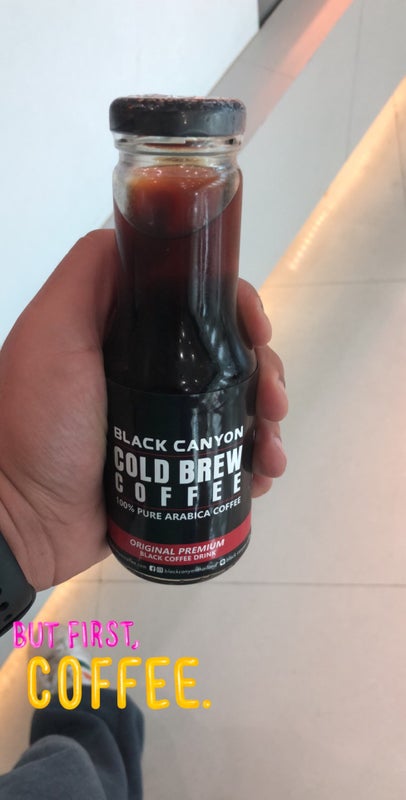 BLACK CANYON
COLD BREW
COFFEE
100% PURE ARABICA COFFEE
ORIGINAL PREMIUM
BLACK COFFEE DRINK
BUT FIRST,
COFFEE.